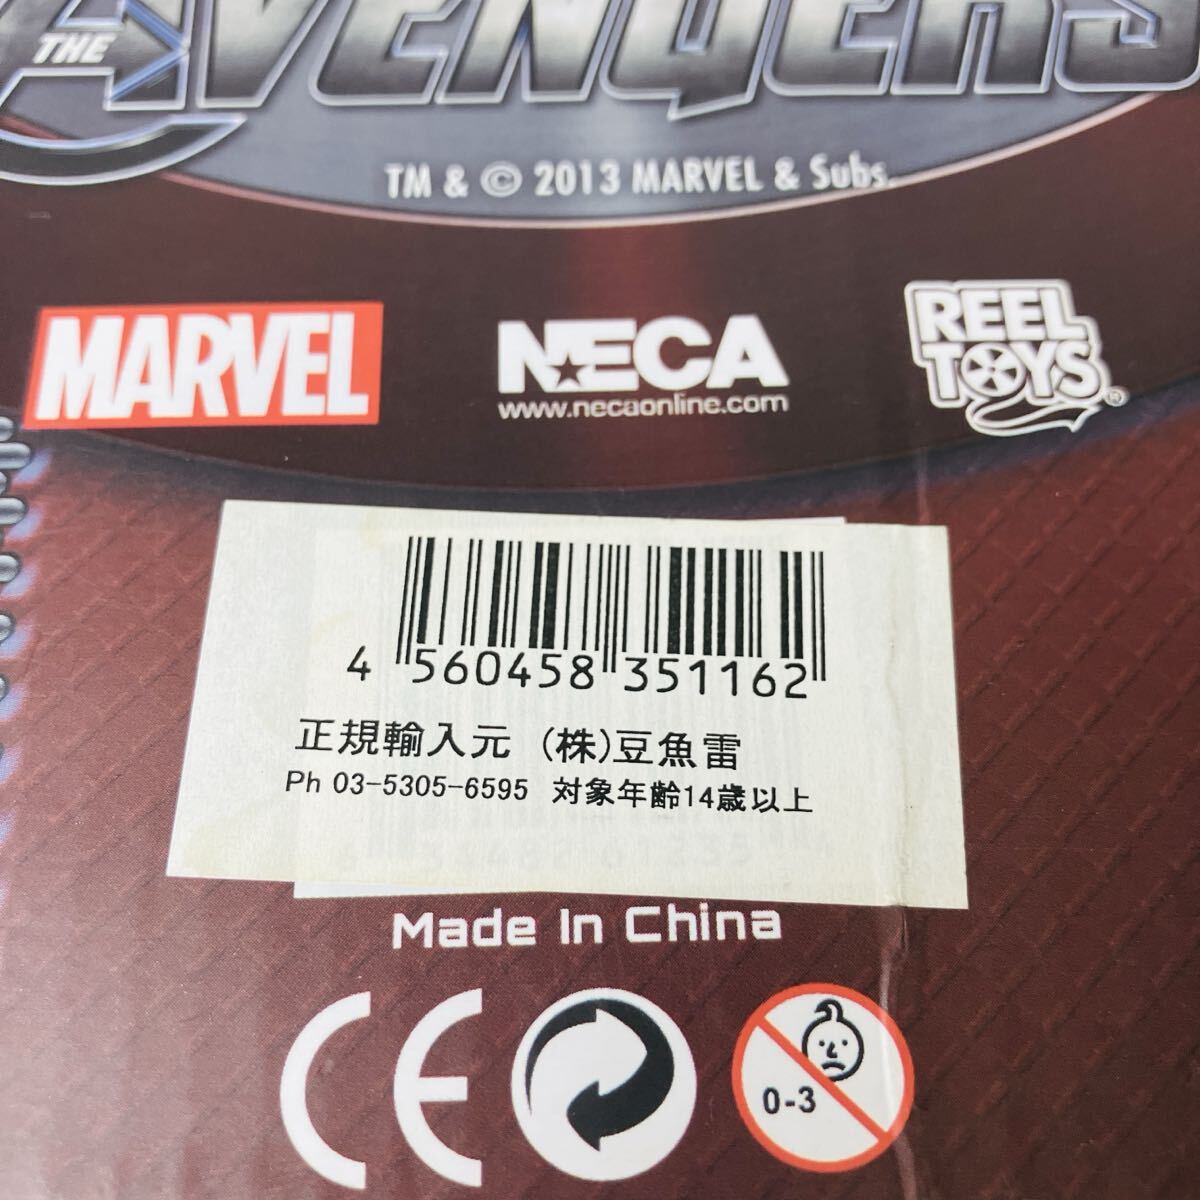 THE AVENGERS
TM & © 2013 MARVEL & Subs.
MARVEL
NECA
www.necaonline.com
REEL
TOYS®
4 560458 351162
正規輸入元 (株)豆魚雷
Ph 03-5305-6595 対象年齢14歳以上
Made In China
CE
0-3